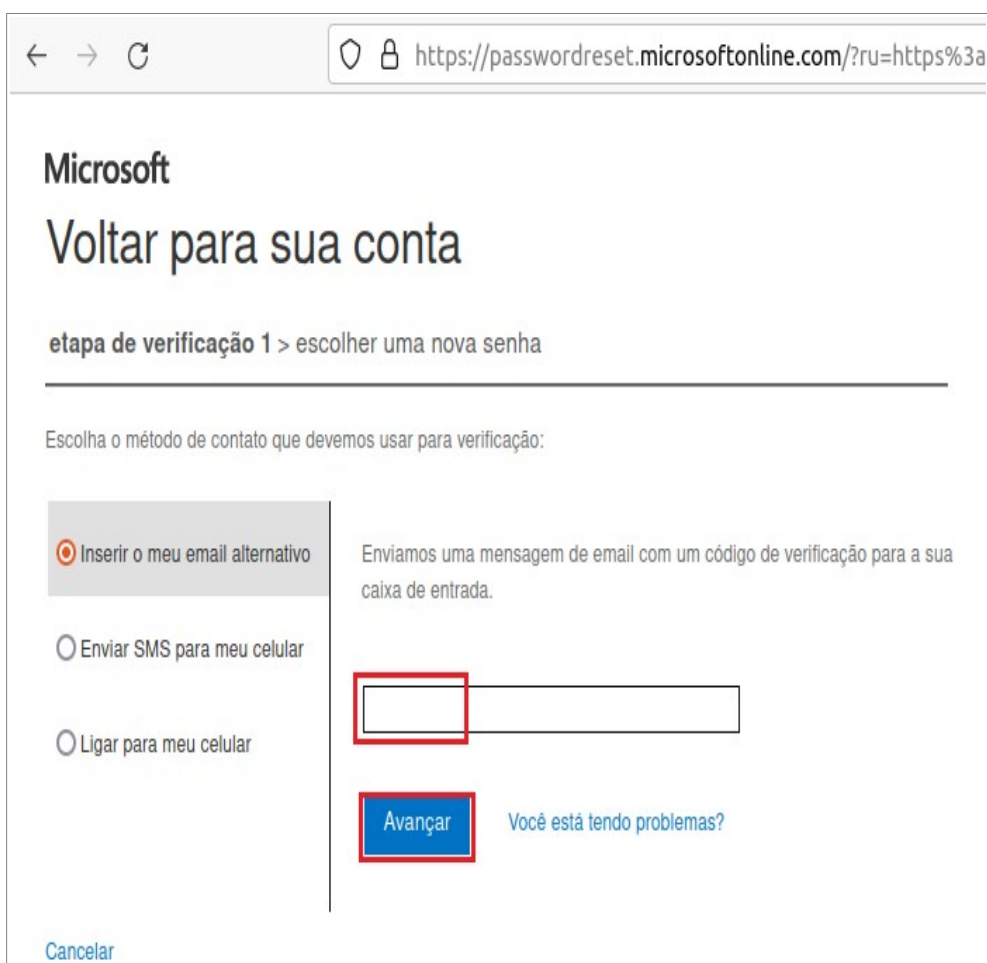 https://passwordreset.microsoftonline.com/?ru=https%3a
Microsoft
Voltar para sua conta
etapa de verificação 1 > escolher uma nova senha
Escolha o método de contato que devemos usar para verificação:
Inserir o meu email alternativo
Enviar SMS para meu celular
Ligar para meu celular
Enviamos uma mensagem de email com um código de verificação para a sua
caixa de entrada.
Avançar
Você está tendo problemas?
Cancelar